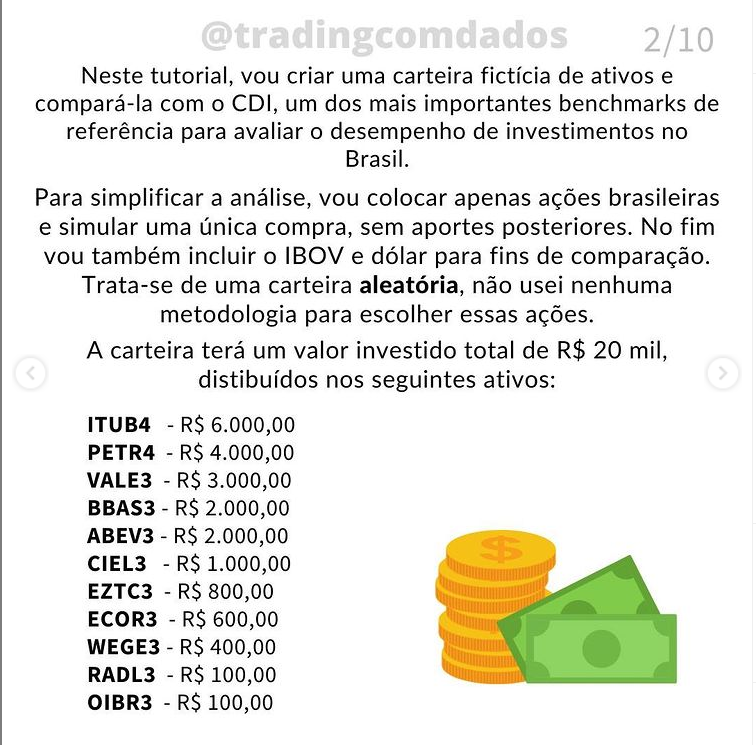 @tradingcomdados
2/10
Neste tutorial, vou criar uma carteira fictícia de ativos e
compará-la com o CDI, um dos mais importantes benchmarks de
referência para avaliar o desempenho de investimentos no
Brasil.
Para simplificar a análise, vou colocar apenas ações brasileiras
e simular uma única compra, sem aportes posteriores. No fim
vou também incluir o IBOV e dólar para fins de comparação.
Trata-se de uma carteira aleatória, não usei nenhuma
metodologia para escolher essas ações.
A carteira terá um valor investido total de R$ 20 mil,
distibuídos nos seguintes ativos:
ITUB4 - R$ 6.000,00
PETR4 - R$ 4.000,00
VALE3 - R$ 3.000,00
BBAS3 - R$ 2.000,00
ABEV3 - R$ 2.000,00
CIEL3 - R$ 1.000,00
EZTC3 - R$ 800,00
ECOR3 - R$ 600,00
WEGE3 - R$ 400,00
RADL3 - R$ 100,00
OIBR3 - R$ 100,00
$